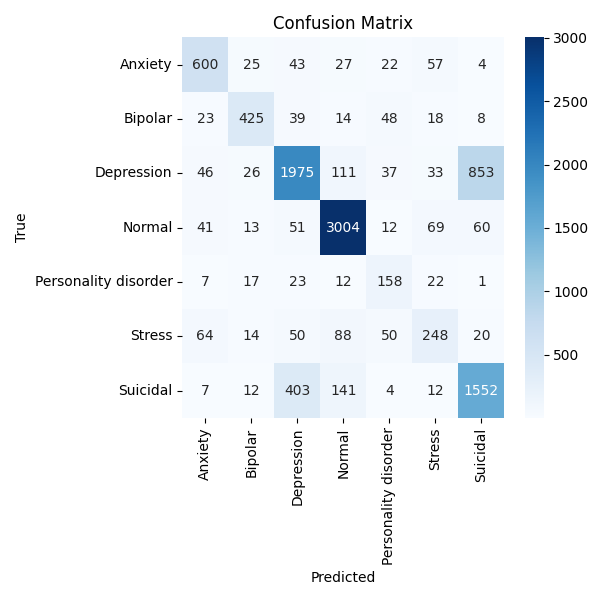 Confusion Matrix
True
Anxiety 600 25 43 27 22 57 4
Bipolar 23 425 39 14 48 18 8
Depression 46 26 1975 111 37 33 853
Normal 41 13 51 3004 12 69 60
Personality disorder 7 17 23 12 158 22 1
Stress 64 14 50 88 50 248 20
Suicidal 7 12 403 141 4 12 1552
Anxiety
Bipolar
Depression
Normal
Personality disorder
Stress
Suicidal
Predicted
3000
2500
2000
1500
1000
500